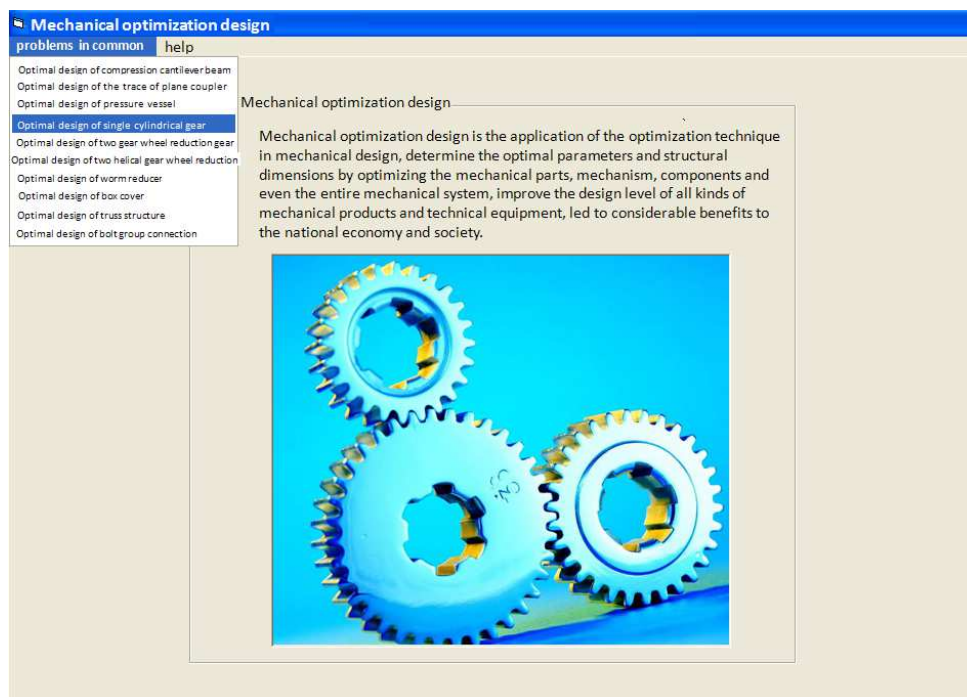 Mechanical optimization design
problems in common help
Optimal design of compression cantilever beam
Optimal design of the trace of plane coupler
Optimal design of pressure vessel
Optimal design of single cylindrical gear
Optimal design of two gear wheel reduction gear
Optimal design of two helical gear wheel reduction
Optimal design of worm reducer
Optimal design of box cover
Optimal design of truss structure
Optimal design of bolt group connection
Mechanical optimization design
Mechanical optimization design is the application of the optimization technique
in mechanical design, determine the optimal parameters and structural
dimensions by optimizing the mechanical parts, mechanism, components and
even the entire mechanical system, improve the design level of all kinds of
mechanical products and technical equipment, led to considerable benefits to
the national economy and society.